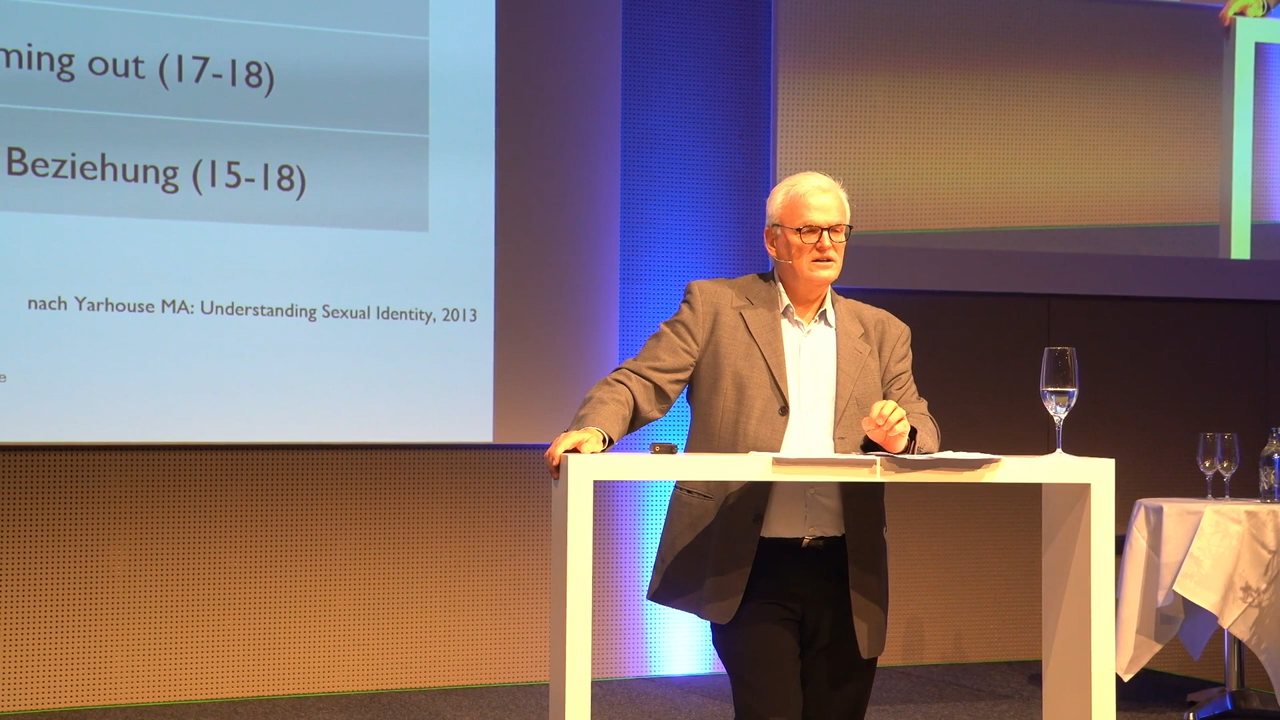 ming out (17-18)
Beziehung (15-18)
nach Yarhouse MA: Understanding Sexual Identity, 2013
e